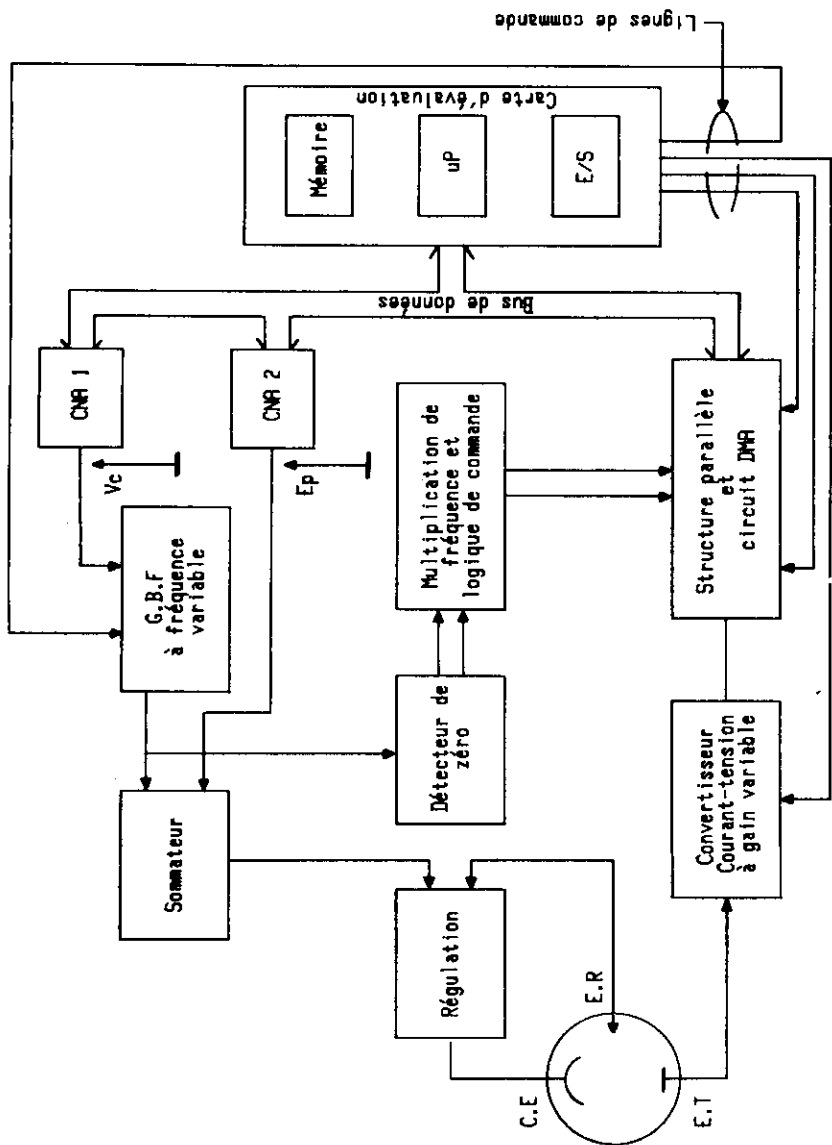 Lignes de commande
Carte d'évaluation
Mémoire
uP
E/S
Bus de données
CNA 1
CNA 2
Vc
Ep
G.B.F
à fréquence
variable
Multiplication de
fréquence et
logique de commande
Structure parallèle
et
circuit DMA
Sommateur
Détecteur de
zéro
Convertisseur
Courant-tension
à gain variable
Régulation
C.E
E.R
E.T